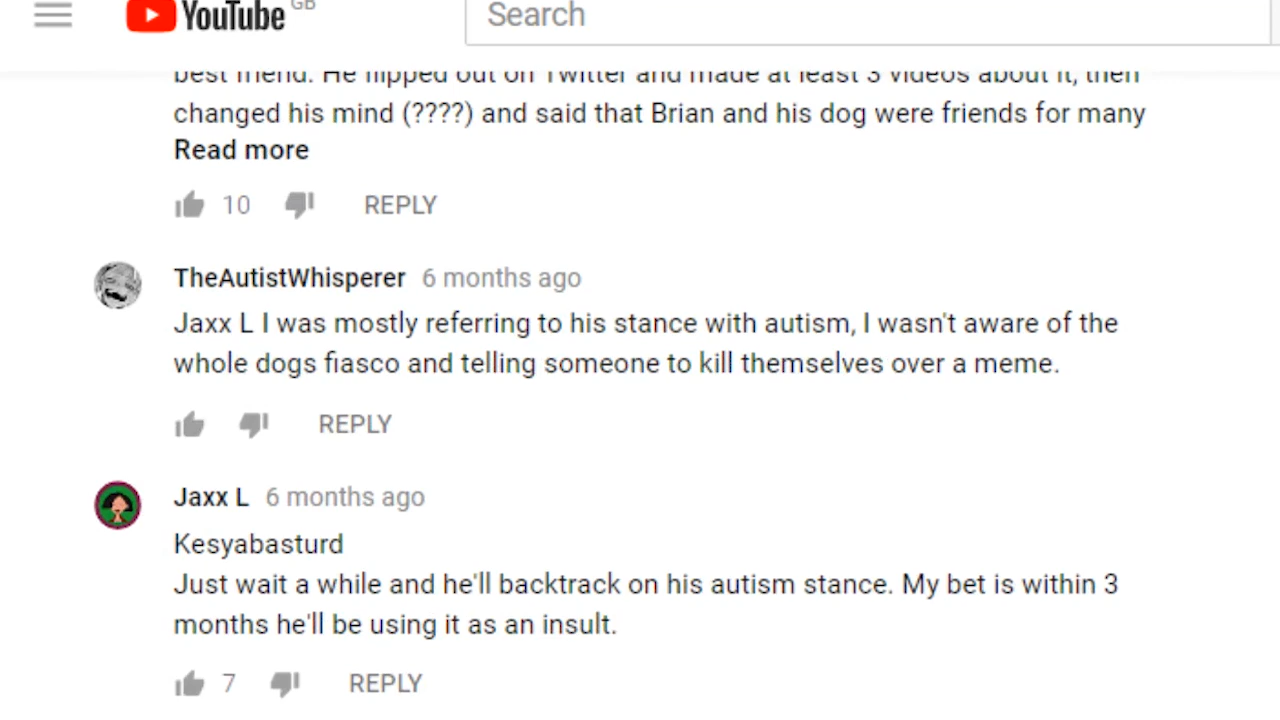 YouTube GB
Search
best friend. He flipped out on Twitter and made at least 3 videos about it, then
changed his mind (????) and said that Brian and his dog were friends for many
Read more
10 REPLY
TheAutistWhisperer 6 months ago
Jaxx L I was mostly referring to his stance with autism, I wasn't aware of the
whole dogs fiasco and telling someone to kill themselves over a meme.
REPLY
Jaxx L 6 months ago
Kesyabasturd
Just wait a while and he'll backtrack on his autism stance. My bet is within 3
months he'll be using it as an insult.
7 REPLY